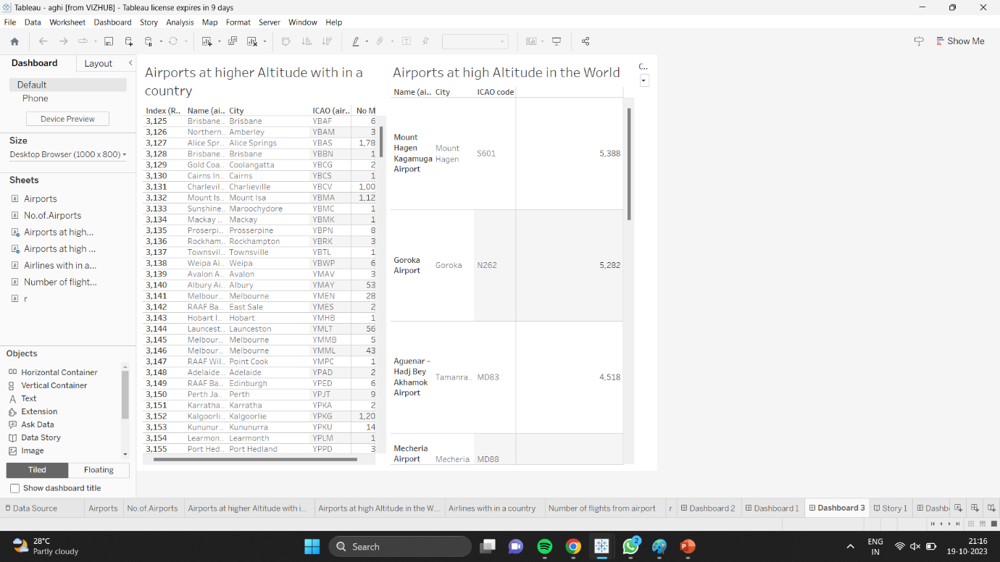 Tableau - aghi [from VIZHUB] - Tableau license expires in 9 days
File Data Worksheet Dashboard Story Analysis Map Format Server Window Help
Show Me
Dashboard Layout
Default
Phone
Device Preview
Size
Desktop Browser (1000 x 800)
Sheets
Airports
No.of.Airports
Airports at high...
Airports at high ...
Airlines with in a...
Number of flight...
r
Objects
Horizontal Container
Vertical Container
Text
Extension
Ask Data
Data Story
Image
Tiled Floating
Show dashboard title
Airports at higher Altitude with in a
country
Index (R.. Name (ai.. City ICAO (air.. No M
3,125 Brisbane.. Brisbane YBAF 6
3,126 Northern.. Amberley YBAM 3
3,127 Alice Spr.. Alice Springs YBAS 1,78
3,128 Brisbane.. Brisbane YBBN 1
3,129 Gold Coa.. Coolangatta YBCG 2
3,130 Cairns In.. Cairns YBCS 1
3,131 Charlevil.. Charlieville YBCV 1,00
3,132 Mount Is.. Mount Isa YBMA 1,12
3,133 Sunshine.. Maroochydore YBMC 1
3,134 Mackay .. Mackay YBMK 1
3,135 Proserpi.. Prosserpine YBPN 8
3,136 Rockham.. Rockhampton YBRK 3
3,137 Townsvil.. Townsville YBTL 1
3,138 Weipa Ai.. Weipa YBWP 6
3,139 Avalon A.. Avalon YMAV 3
3,140 Albury Ai.. Albury YMAY 53
3,141 Melbour.. Melbourne YMEN 28
3,142 RAAF Ba.. East Sale YMES 2
3,143 Hobart I.. Hobart YMHB 1
3,144 Launcest.. Launceston YMLT 56
3,145 Melbour.. Melbourne YMMB 5
3,146 Melbour.. Melbourne YMML 43
3,147 RAAF Wil.. Point Cook YMPC 1
3,148 Adelaide.. Adelaide YPAD 2
3,149 RAAF Ba.. Edinburgh YPED 6
3,150 Perth Ja.. Perth YPJT 9
3,151 Karratha.. Karratha YPKA 2
3,152 Kalgoorli.. Kalgoorlie YPKG 1,20
3,153 Kununur.. Kununurra YPKU 14
3,154 Learmon.. Learmonth YPLM 1
3,155 Port Hed.. Port Hedland YPPD 3
Airports at high Altitude in the World
Name (ai.. City ICAO code
Mount
Hagen
Kagamuga
Airport
Mount
Hagen
S601 5,388
Goroka
Airport
Goroka N262 5,282
Aguenar –
Hadj Bey
Akhamok
Airport
Tamanra.. MD83 4,518
Mecheria
Airport
Mecheria MD88
C..
Data Source Airports No.of.Airports Airports at higher Altitude with i... Airports at high Altitude in the W... Airlines with in a country Number of flights from airport r Dashboard 2 Dashboard 1 Dashboard 3 Story 1 Dashb
28°C
Partly cloudy
Search
2
ENG
IN
21:16
19-10-2023